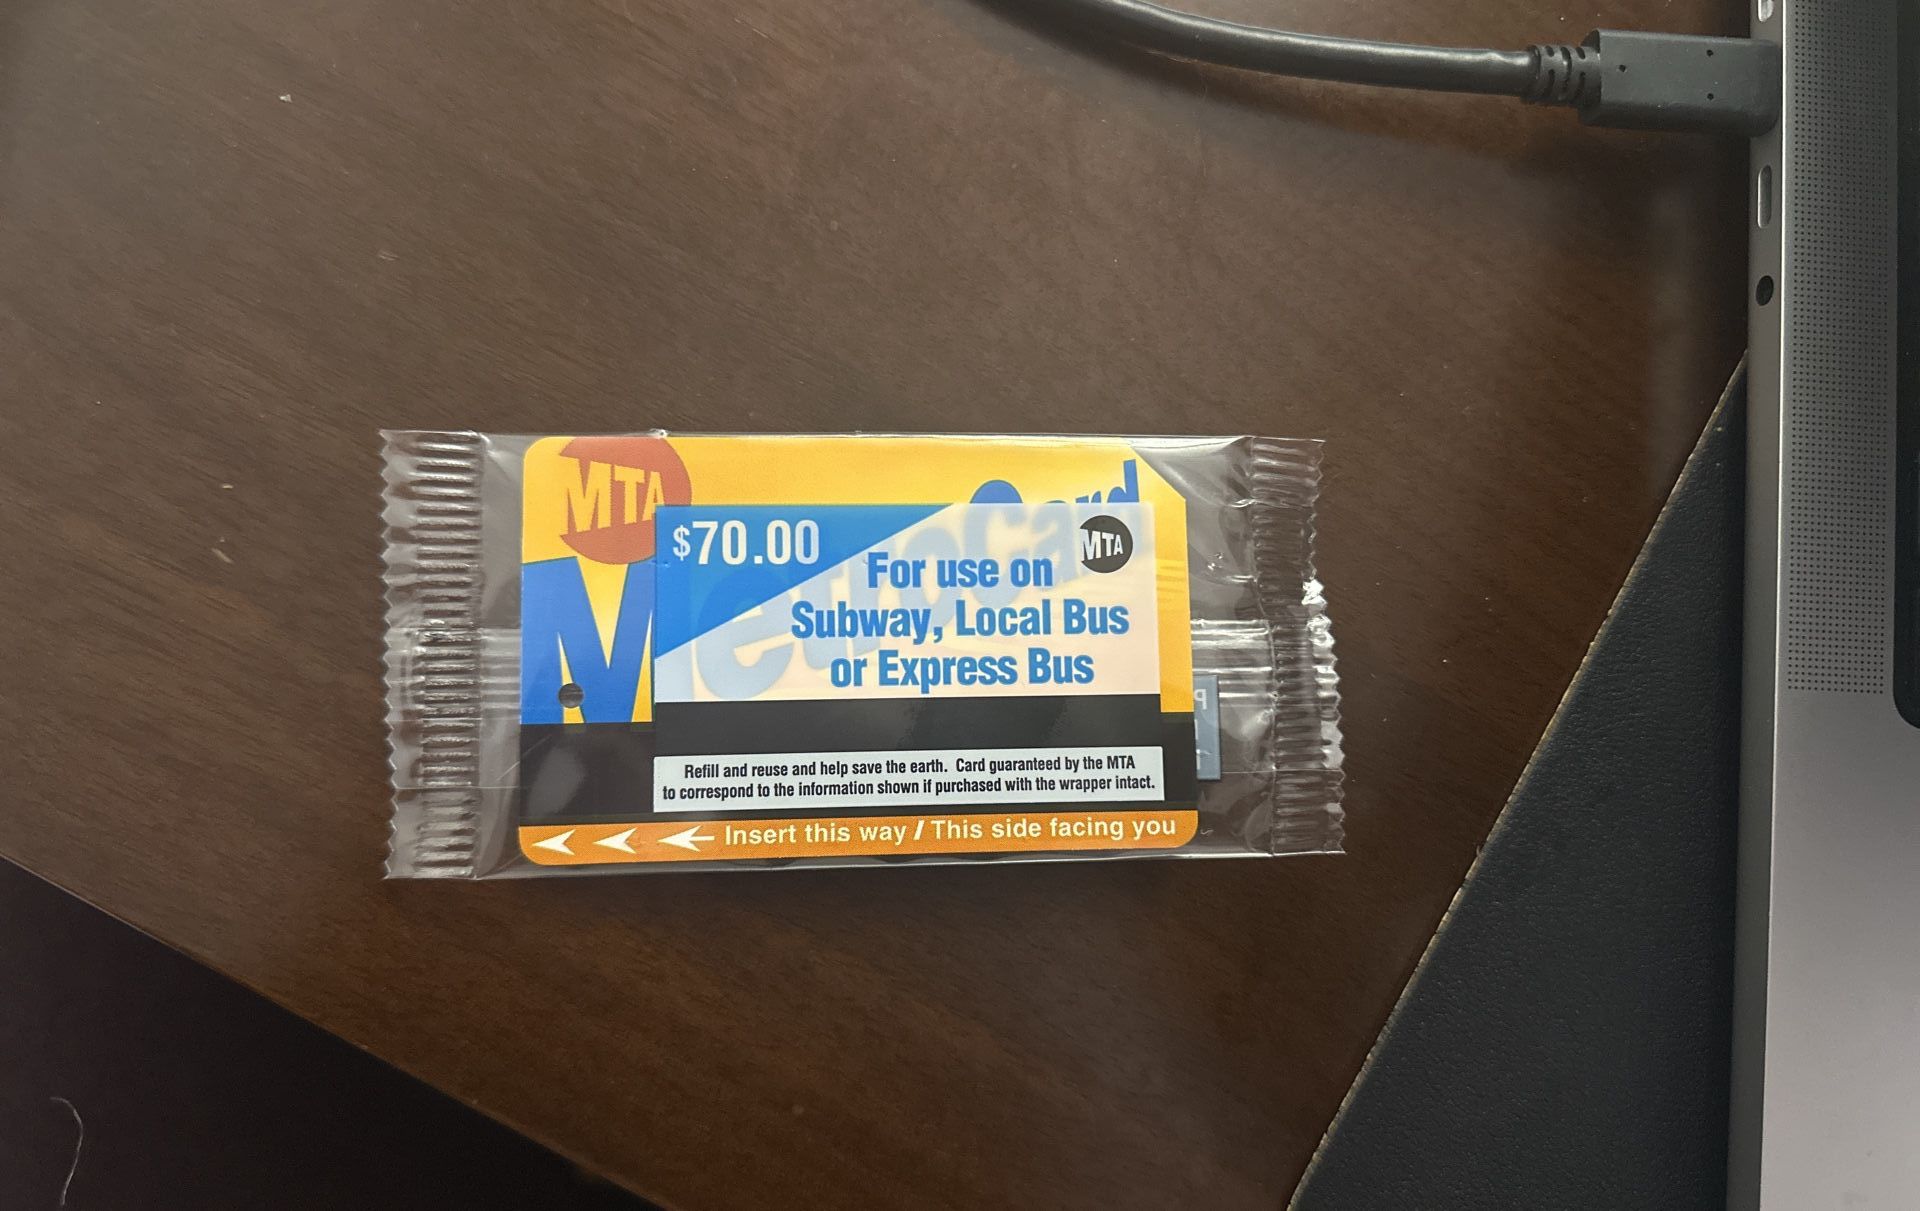 MTA
MetroCard
$70.00
MTA
For use on
Subway, Local Bus
or Express Bus
Refill and reuse and help save the earth. Card guaranteed by the MTA
to correspond to the information shown if purchased with the wrapper intact.
Insert this way / This side facing you